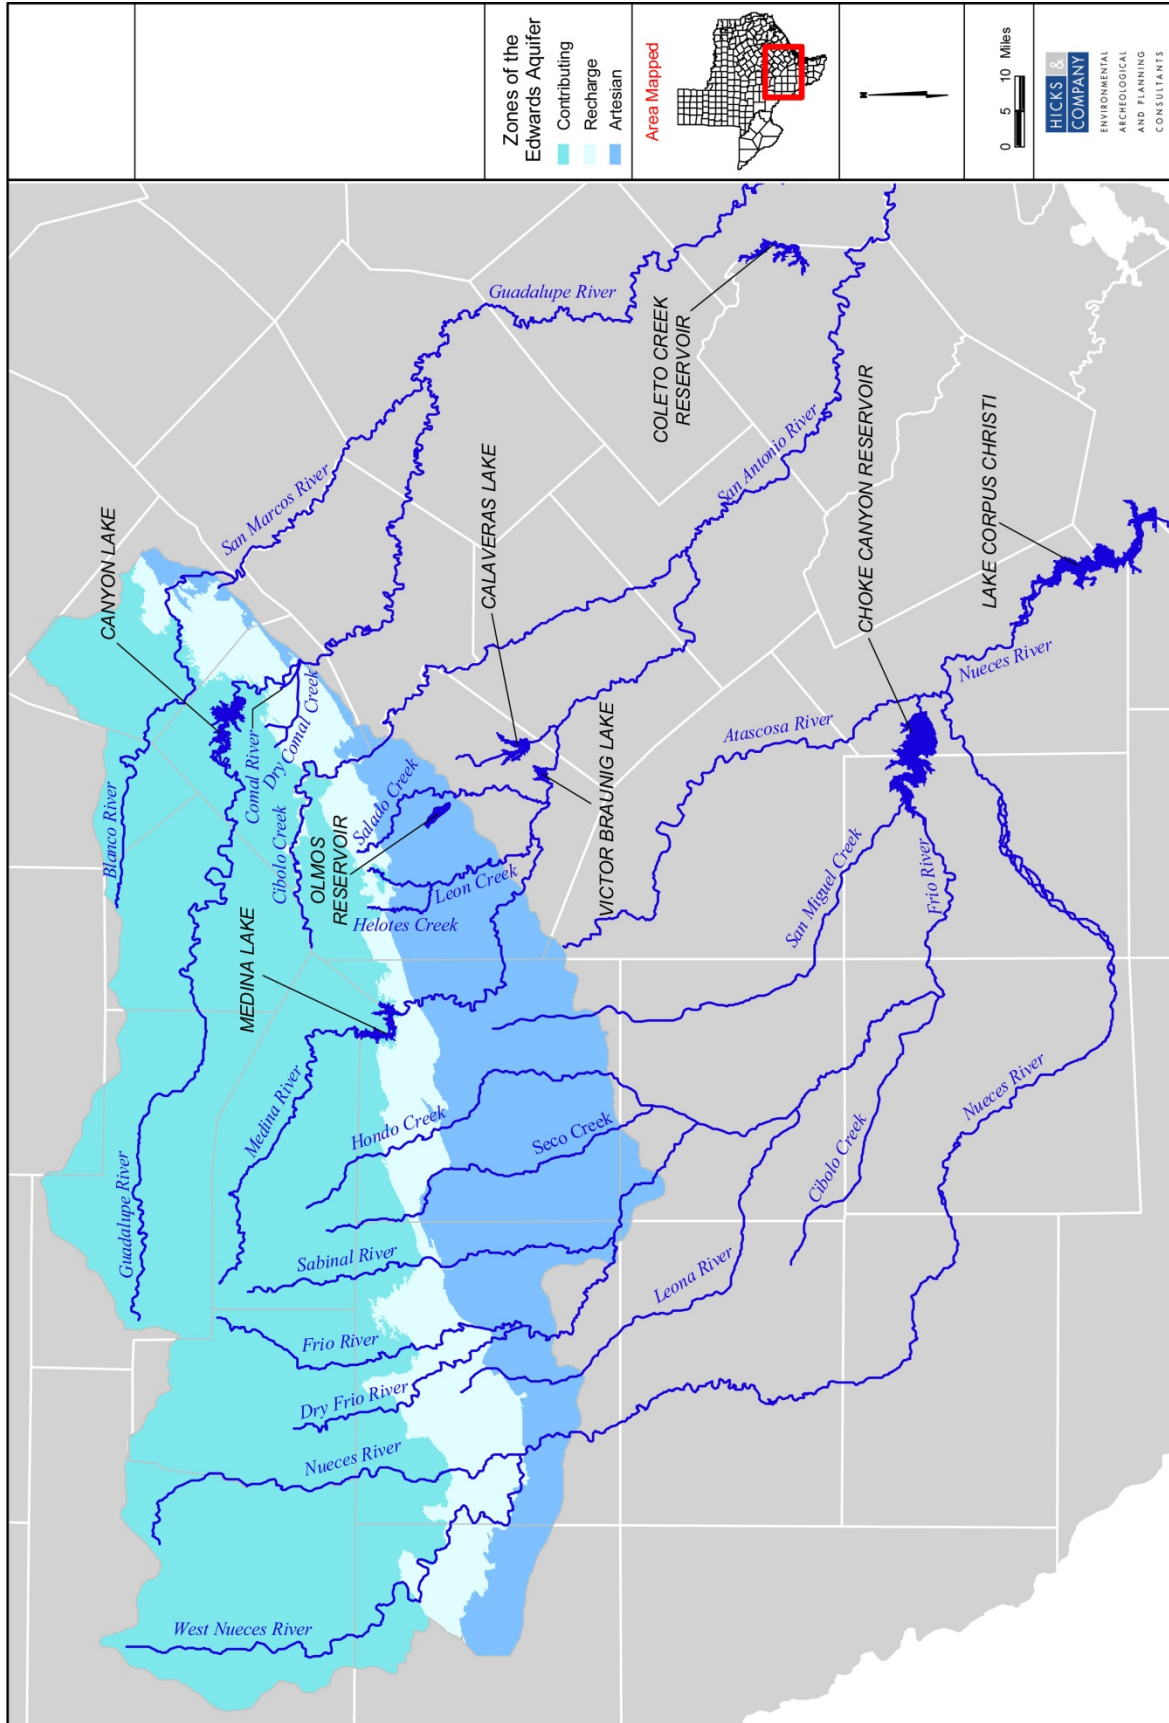 Zones of the
Edwards Aquifer
Contributing
Recharge
Artesian
Area Mapped
N
0 5 10 Miles
HICKS &
COMPANY
ENVIRONMENTAL
ARCHEOLOGICAL
AND PLANNING
CONSULTANTS
CANYON LAKE
San Marcos River
Guadalupe River
Blanco River
Comal River
Dry Comal Creek
Cibolo Creek
OLMOS
RESERVOIR
Salado Creek
Leon Creek
Helotes Creek
MEDINA LAKE
CALAVERAS LAKE
VICTOR BRAUNIG LAKE
COLETO CREEK
RESERVOIR
San Antonio River
CHOKE CANYON RESERVOIR
LAKE CORPUS CHRISTI
Nueces River
Atascosa River
San Miguel Creek
Frio River
Guadalupe River
Medina River
Hondo Creek
Seco Creek
Sabinal River
Cibolo Creek
Nueces River
Leona River
Frio River
Dry Frio River
Nueces River
West Nueces River